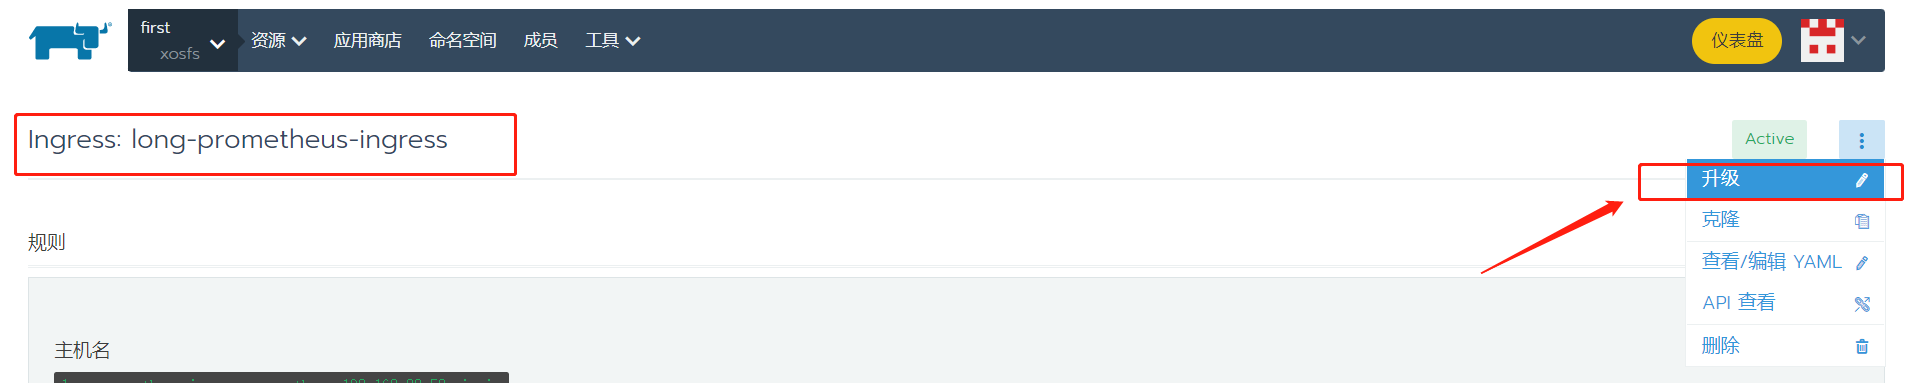 first
xosfs
资源
应用商店
命名空间
成员
工具
仪表盘
Ingress: long-prometheus-ingress
Active
升级
克隆
查看/编辑 YAML
API 查看
删除
规则
主机名